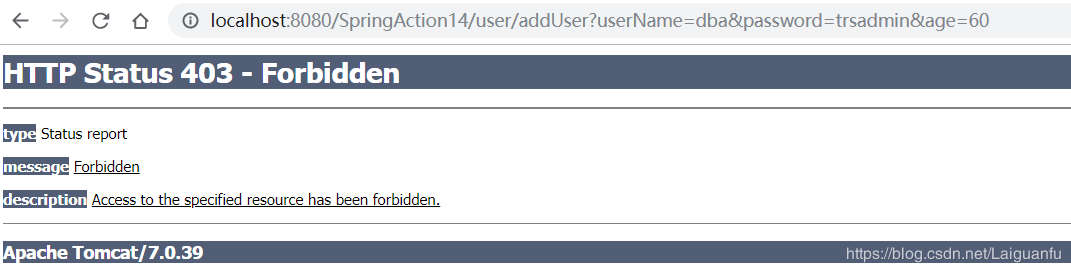 localhost:8080/SpringAction14/user/addUser?userName=dba&password=trsadmin&age=60
HTTP Status 403 - Forbidden
type Status report
message Forbidden
description Access to the specified resource has been forbidden.
Apache Tomcat/7.0.39
https://blog.csdn.net/Laiguanfu